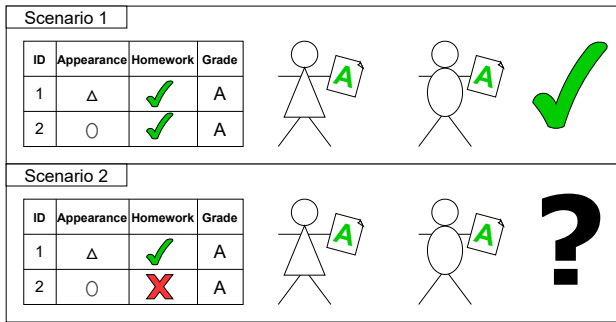 Scenario 1
ID Appearance Homework Grade
1 A
2 A
A A
Scenario 2
ID Appearance Homework Grade
1 A
2 A
A A
?